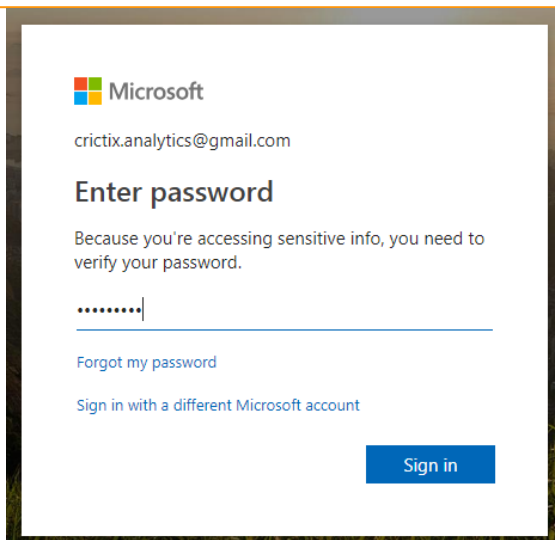 Microsoft
crictix.analytics@gmail.com
Enter password
Because you're accessing sensitive info, you need to
verify your password.
•••••••••
Forgot my password
Sign in with a different Microsoft account
Sign in